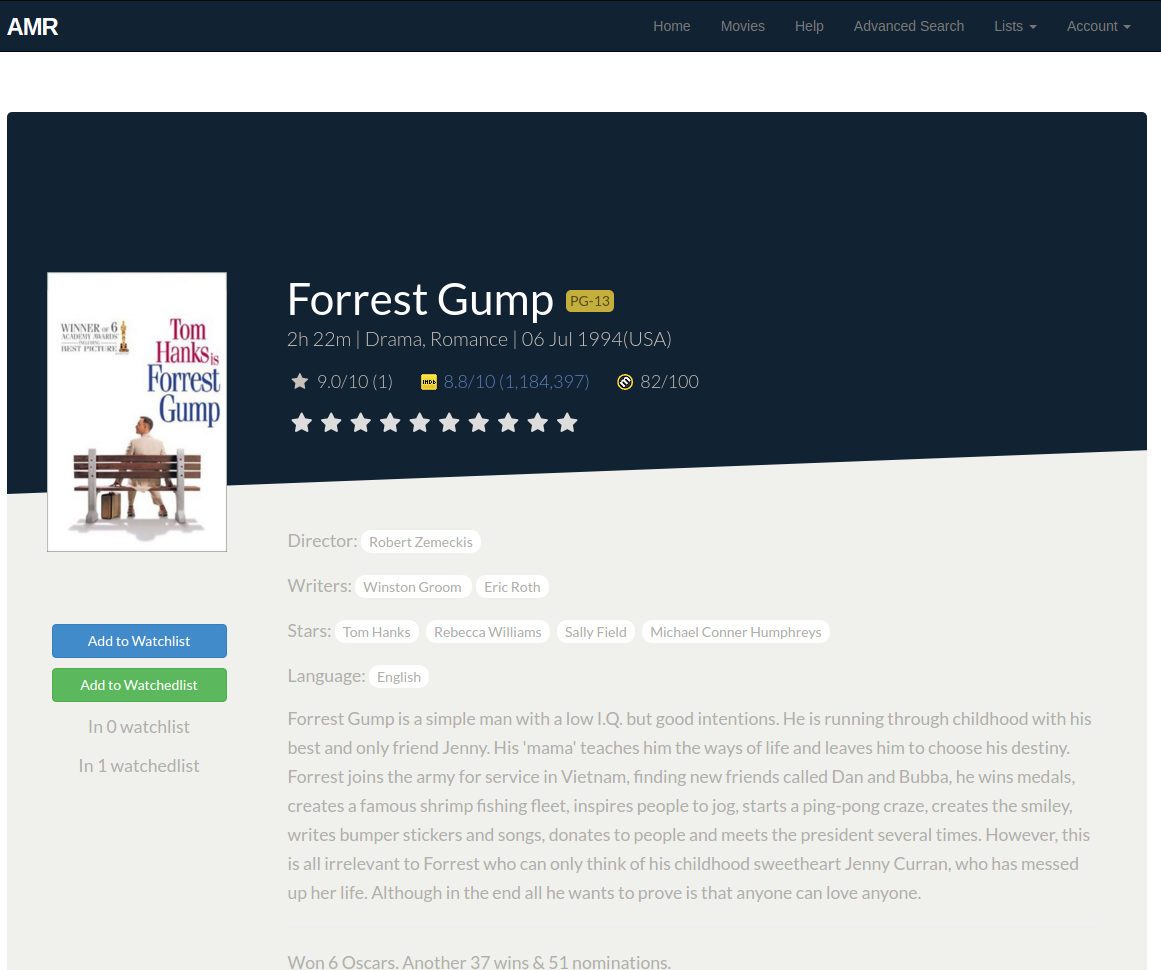 AMR
Home Movies Help Advanced Search Lists Account
WINNER OF 6
ACADEMY AWARDS
INCLUDING
BEST PICTURE
Tom
Hanks is
Forrest
Gump
Forrest Gump PG-13
2h 22m | Drama, Romance | 06 Jul 1994(USA)
9.0/10 (1) IMDb 8.8/10 (1,184,397) 82/100
Director: Robert Zemeckis
Writers: Winston Groom Eric Roth
Stars: Tom Hanks Rebecca Williams Sally Field Michael Conner Humphreys
Language: English
Add to Watchlist
Add to Watchedlist
In 0 watchlist
In 1 watchedlist
Forrest Gump is a simple man with a low I.Q. but good intentions. He is running through childhood with his
best and only friend Jenny. His 'mama' teaches him the ways of life and leaves him to choose his destiny.
Forrest joins the army for service in Vietnam, finding new friends called Dan and Bubba, he wins medals,
creates a famous shrimp fishing fleet, inspires people to jog, starts a ping-pong craze, creates the smiley,
writes bumper stickers and songs, donates to people and meets the president several times. However, this
is all irrelevant to Forrest who can only think of his childhood sweetheart Jenny Curran, who has messed
up her life. Although in the end all he wants to prove is that anyone can love anyone.
Won 6 Oscars. Another 37 wins & 51 nominations.